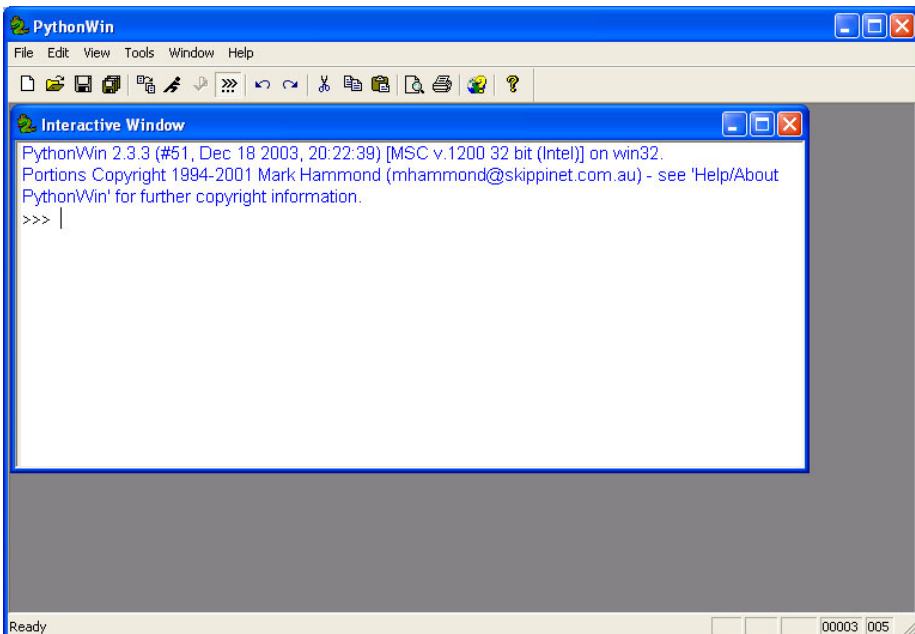 PythonWin
File Edit View Tools Window Help
Interactive Window
PythonWin 2.3.3 (#51, Dec 18 2003, 20:22:39) [MSC v.1200 32 bit (Intel)] on win32.
Portions Copyright 1994-2001 Mark Hammond (mhammond@skippinet.com.au) - see 'Help/About
PythonWin' for further copyright information.
>>>
Ready 00003 005